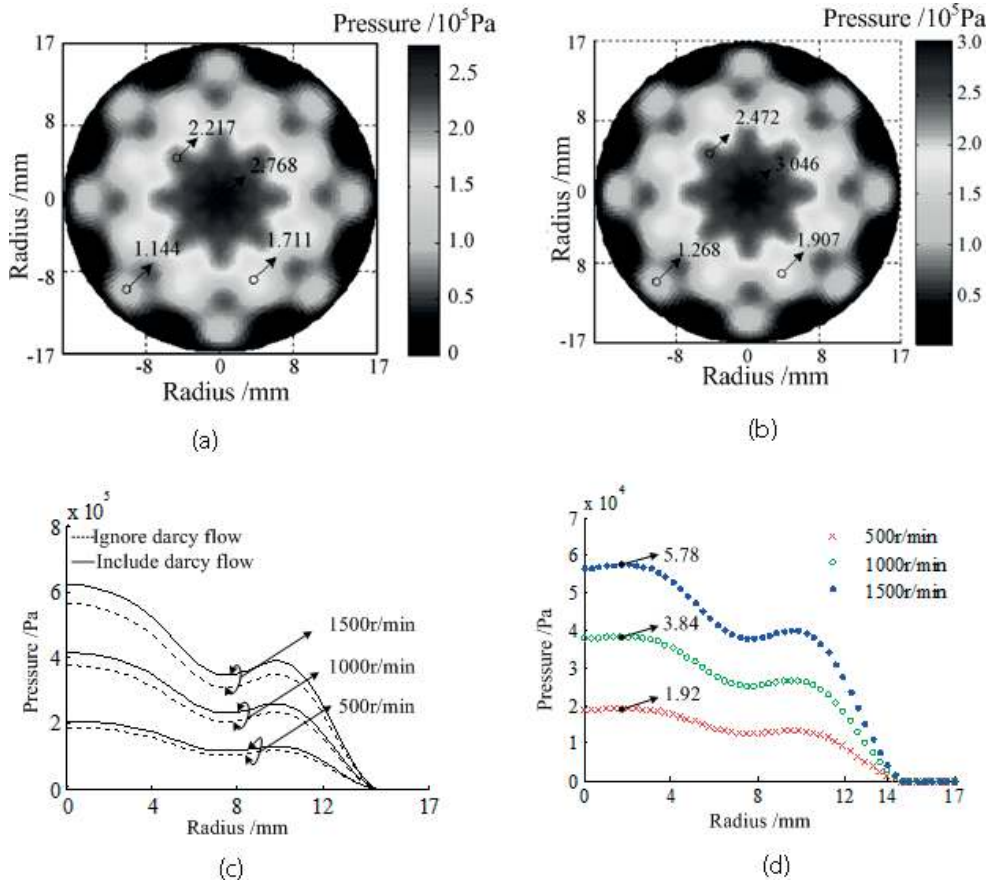 Pressure /10⁵Pa
17
8
0
-8
-17
Radius /mm
2.217
2.768
1.144
1.711
-8
0
8
17
Radius /mm
2.5
2.0
1.5
1.0
0.5
0
(a)
Pressure /10⁵Pa
17
8
0
-8
-17
Radius /mm
2.472
3.046
1.268
1.907
-8
0
8
17
Radius /mm
3.0
2.5
2.0
1.5
1.0
0.5
(b)
x 10⁵
8
6
4
2
0
Pressure /Pa
Ignore darcy flow
Include darcy flow
1500r/min
1000r/min
500r/min
0
4
8
12
17
Radius /mm
(c)
x 10⁴
7
6
5
4
3
2
1
0
Pressure /Pa
5.78
3.84
1.92
500r/min
1000r/min
1500r/min
0
4
8
12
14
17
Radius /mm
(d)